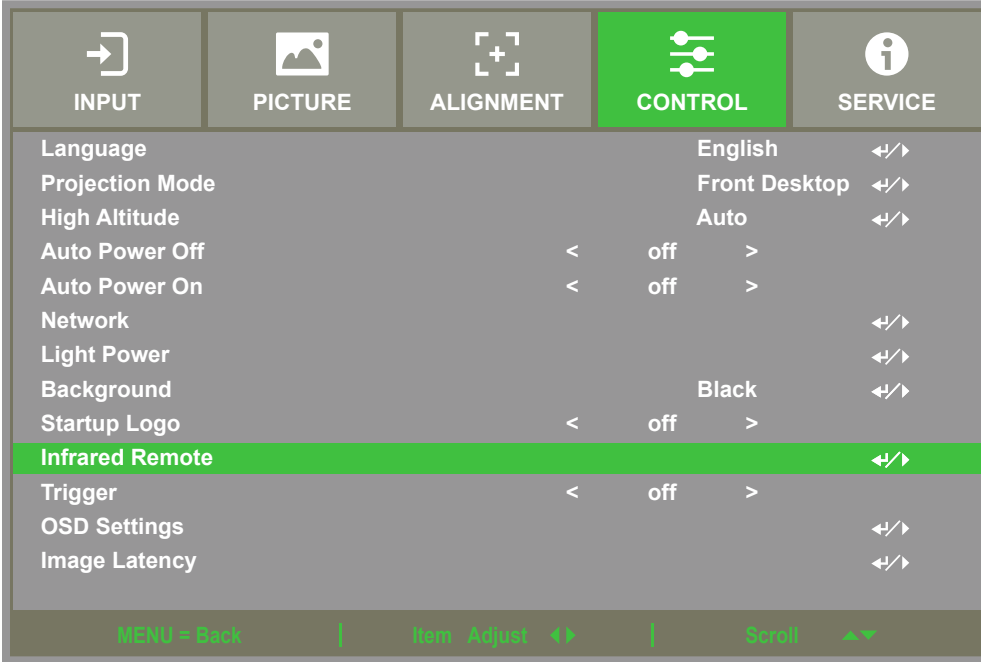 INPUT PICTURE ALIGNMENT CONTROL SERVICE
Language English
Projection Mode Front Desktop
High Altitude Auto
Auto Power Off < off >
Auto Power On < off >
Network
Light Power
Background Black
Startup Logo < off >
Infrared Remote
Trigger < off >
OSD Settings
Image Latency
MENU = Back | Item Adjust | Scroll